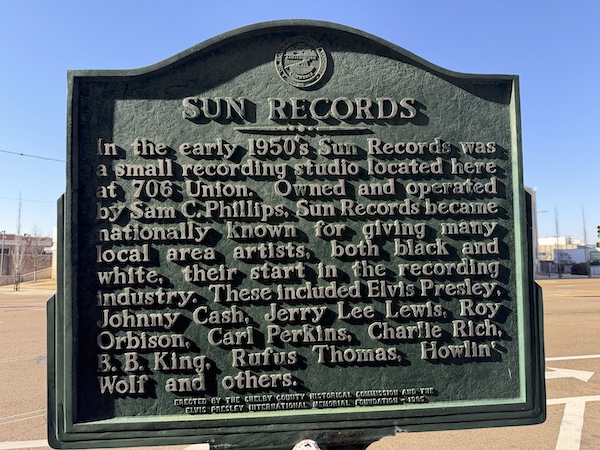 SUN RECORDS
In the early 1950's Sun Records was
a small recording studio located here
at 706 Union. Owned and operated
by Sam C. Phillips, Sun Records became
nationally known for giving many
local area artists, both black and
white, their start in the recording
industry. These included Elvis Presley,
Johnny Cash, Jerry Lee Lewis, Roy
Orbison, Carl Perkins, Charlie Rich,
B. B. King, Rufus Thomas, Howlin'
Wolf and others.
ERECTED BY THE SHELBY COUNTY HISTORICAL COMMISSION AND THE
ELVIS PRESLEY INTERNATIONAL MEMORIAL FOUNDATION - 1985